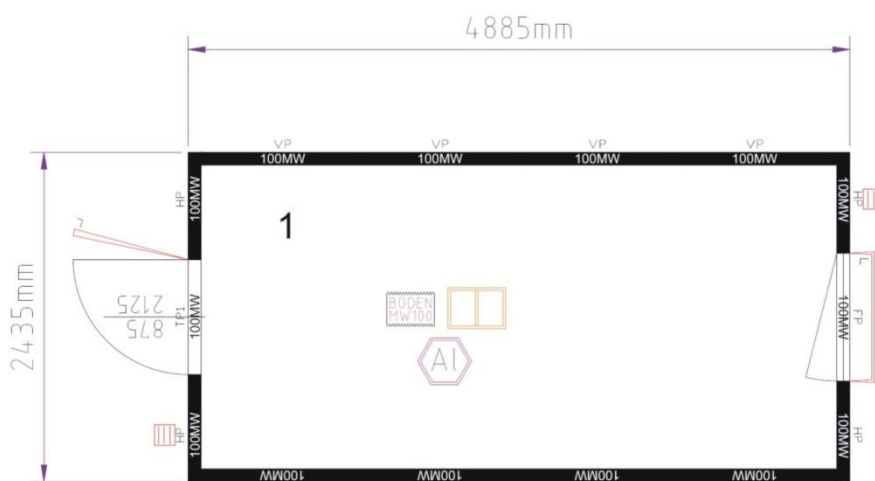 4885mm
VP VP VP VP
100MW 100MW 100MW 100MW
HP 100MW 100MW HP
L
1
L
2435mm
875
2125
TP1 100MW
BODEN
MW100
100MW FP
Al
HP 100MW 100MW HP
100MW 100MW 100MW 100MW